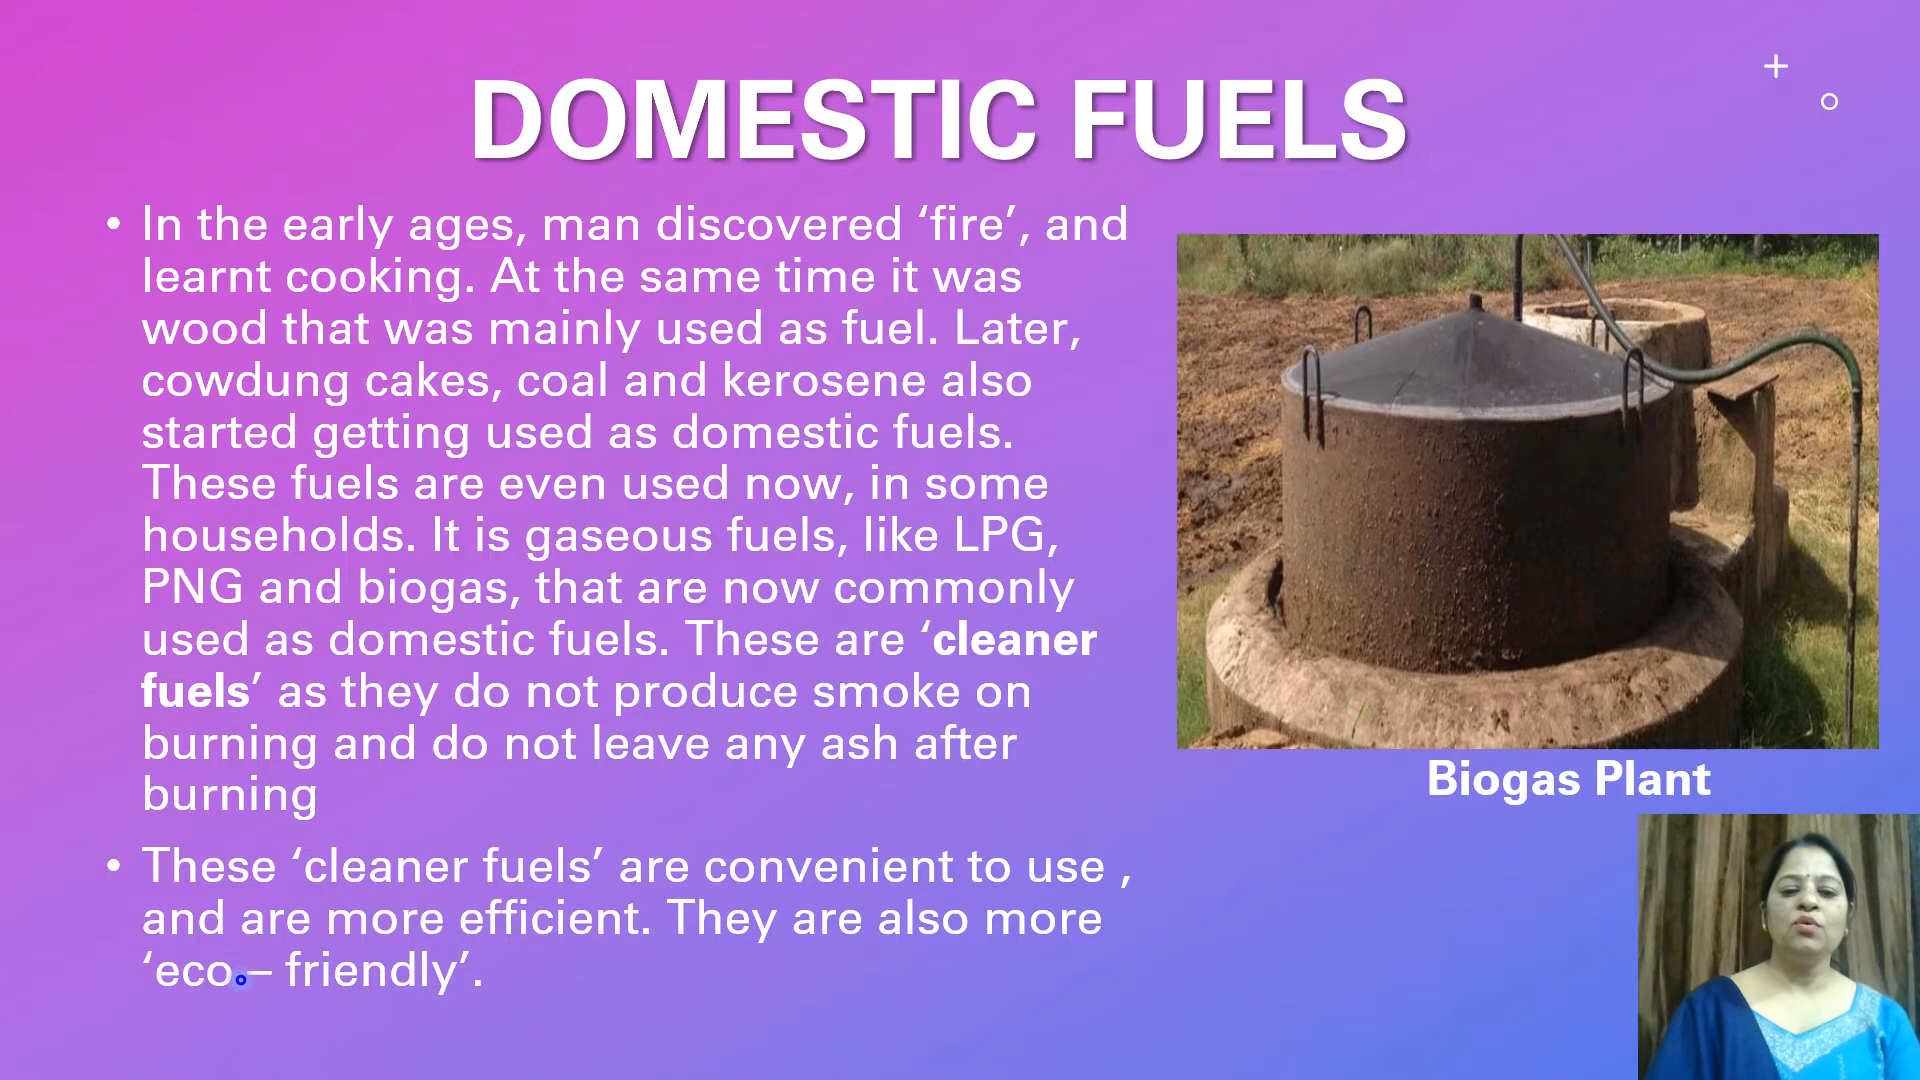 DOMESTIC FUELS
• In the early ages, man discovered ‘fire’, and
learnt cooking. At the same time it was
wood that was mainly used as fuel. Later,
cowdung cakes, coal and kerosene also
started getting used as domestic fuels.
These fuels are even used now, in some
households. It is gaseous fuels, like LPG,
PNG and biogas, that are now commonly
used as domestic fuels. These are ‘cleaner
fuels’ as they do not produce smoke on
burning and do not leave any ash after
burning
• These ‘cleaner fuels’ are convenient to use ,
and are more efficient. They are also more
‘eco – friendly’.
Biogas Plant